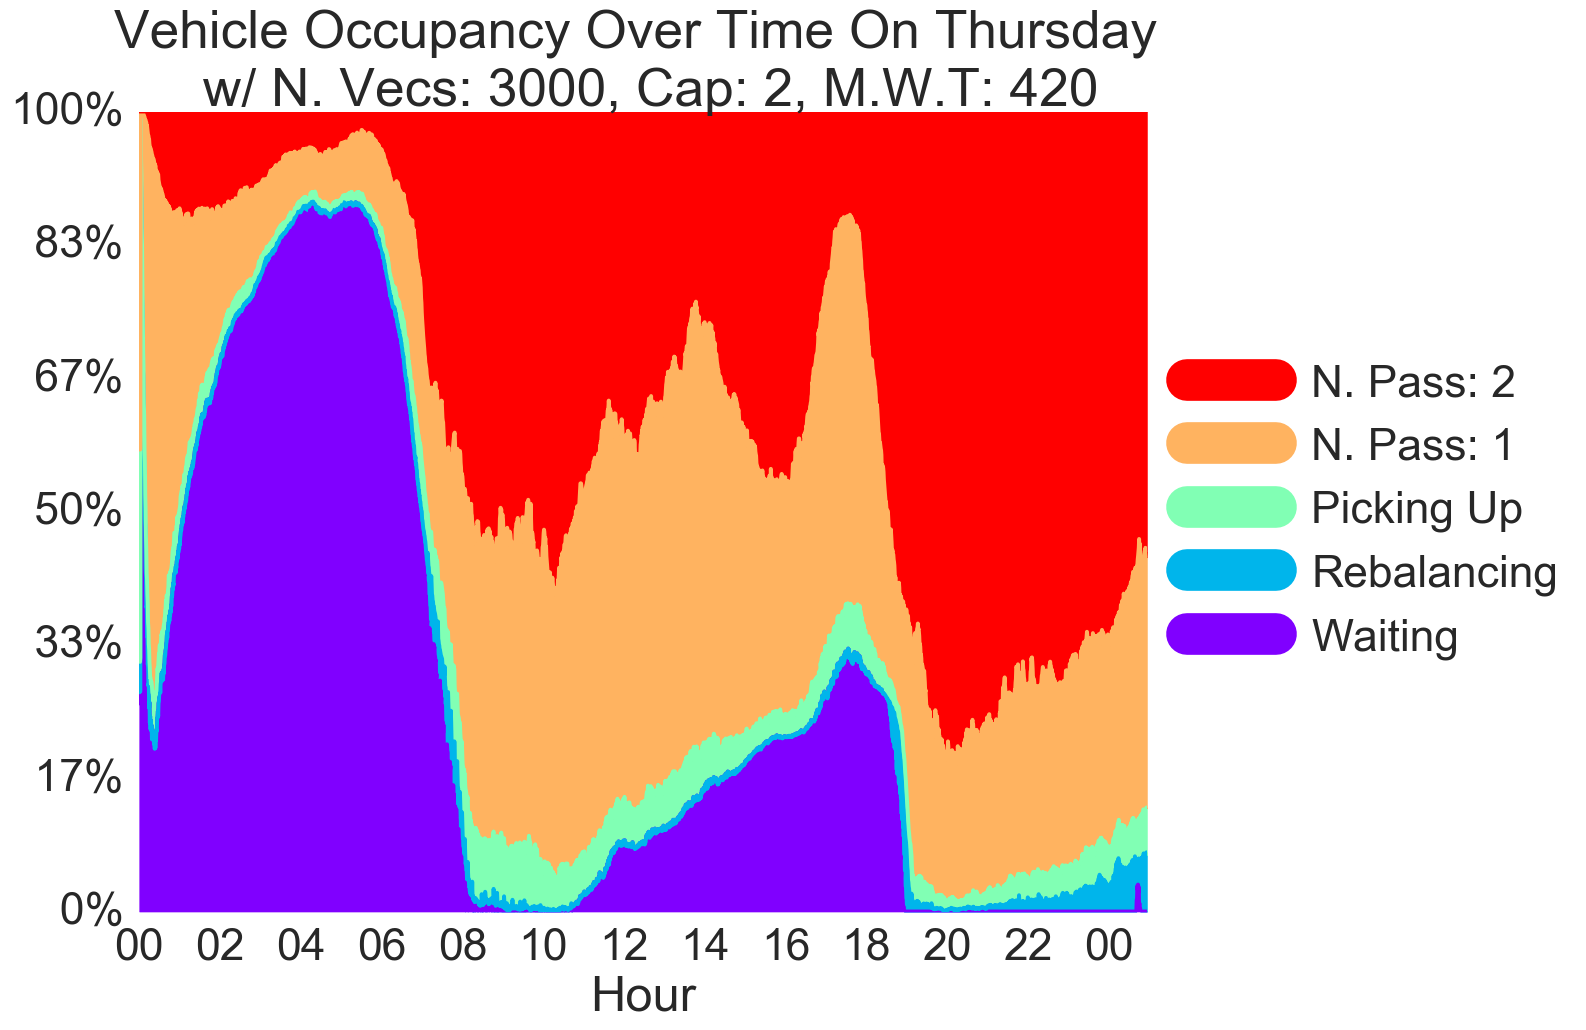 Vehicle Occupancy Over Time On Thursday
w/ N. Vecs: 3000, Cap: 2, M.W.T: 420
100%
83%
67%
50%
33%
17%
0%
00 02 04 06 08 10 12 14 16 18 20 22 00
Hour
N. Pass: 2
N. Pass: 1
Picking Up
Rebalancing
Waiting